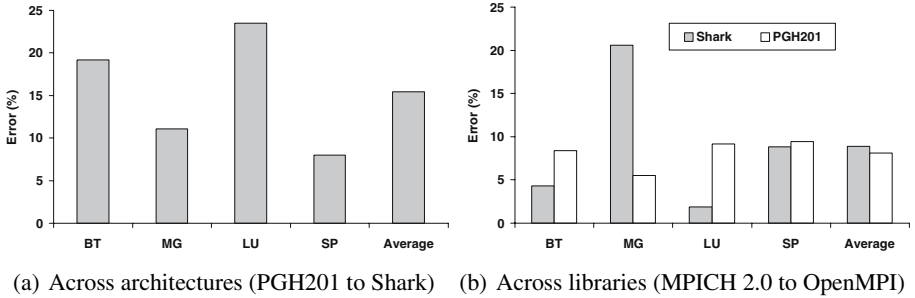 25
20
15
10
5
0
Error (%)
BT MG LU SP Average
(a) Across architectures (PGH201 to Shark)
25
20
15
10
5
0
Error (%)
Shark PGH201
BT MG LU SP Average
(b) Across libraries (MPICH 2.0 to OpenMPI)